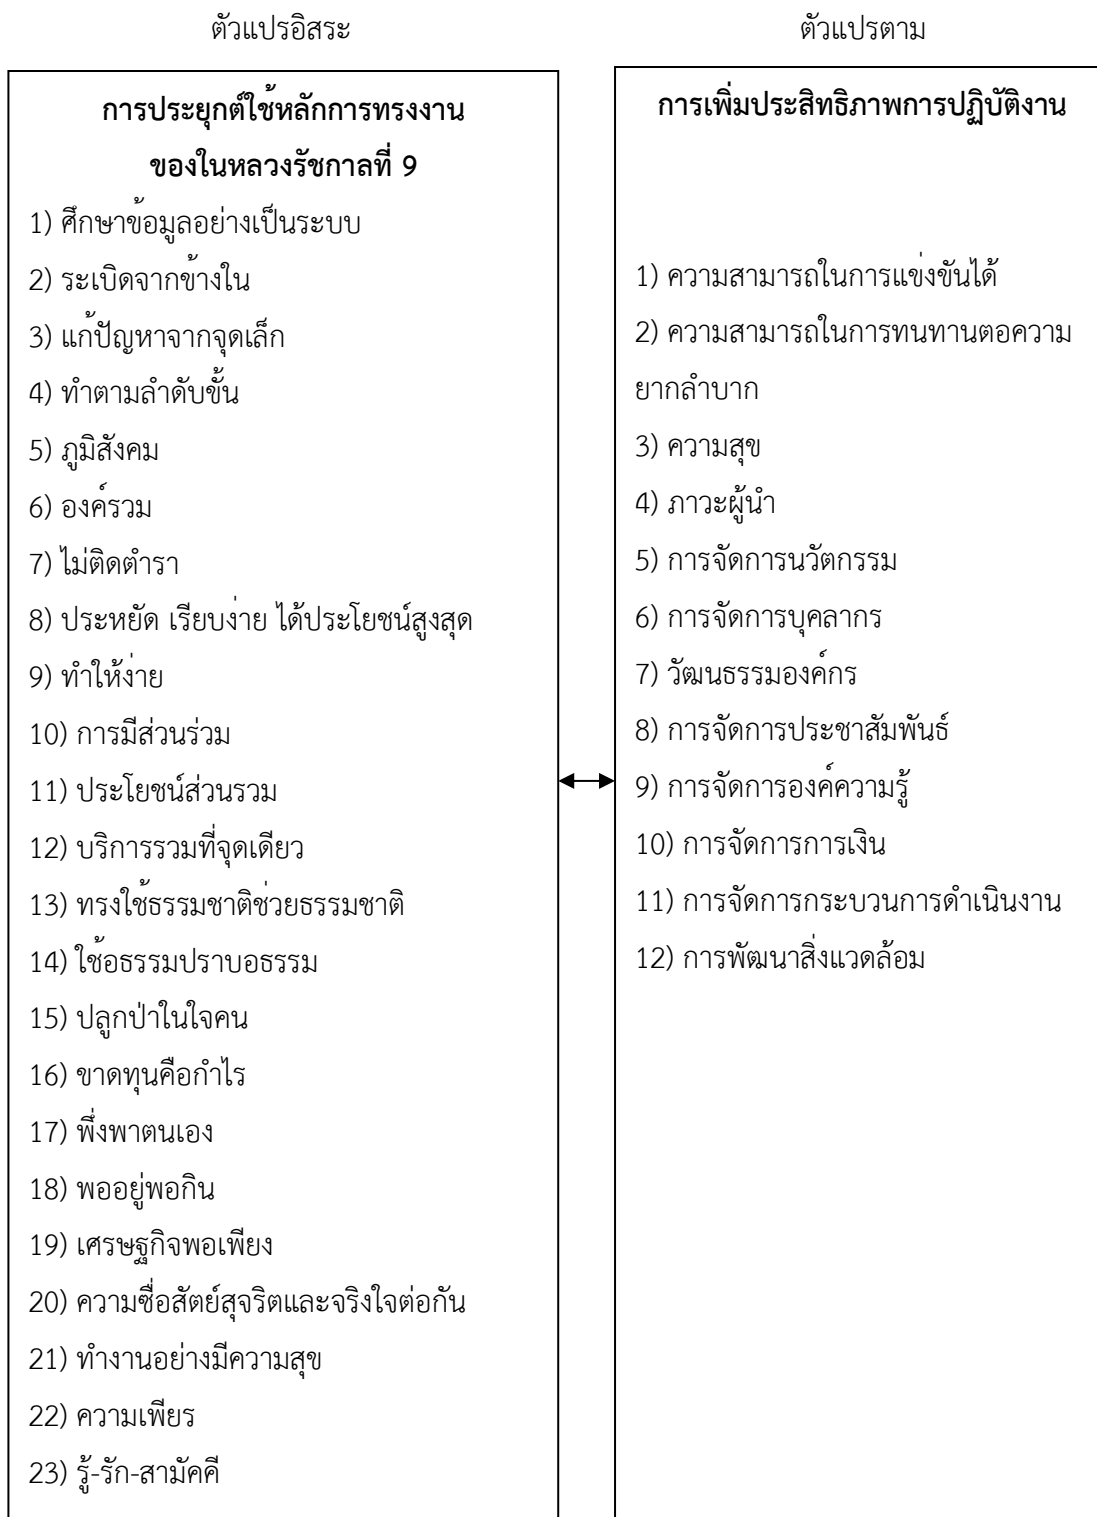 ตัวแปรอิสระ
ตัวแปรตาม
การประยุกต์ใช้หลักการทรงงาน
ของในหลวงรัชกาลที่ 9
1) ศึกษาข้อมูลอย่างเป็นระบบ
2) ระเบิดจากข้างใน
3) แก้ปัญหาจากจุดเล็ก
4) ทำตามลำดับขั้น
5) ภูมิสังคม
6) องค์รวม
7) ไม่ติดตำรา
8) ประหยัด เรียบง่าย ได้ประโยชน์สูงสุด
9) ทำให้ง่าย
10) การมีส่วนร่วม
11) ประโยชน์ส่วนรวม
12) บริการรวมที่จุดเดียว
13) ทรงใช้ธรรมชาติช่วยธรรมชาติ
14) ใช้อธรรมปราบอธรรม
15) ปลูกป่าในใจคน
16) ขาดทุนคือกำไร
17) พึ่งพาตนเอง
18) พออยู่พอกิน
19) เศรษฐกิจพอเพียง
20) ความซื่อสัตย์สุจริตและจริงใจต่อกัน
21) ทำงานอย่างมีความสุข
22) ความเพียร
23) รู้-รัก-สามัคคี
การเพิ่มประสิทธิภาพการปฏิบัติงาน
1) ความสามารถในการแข่งขันได้
2) ความสามารถในการทนทานตอความ
ยากลำบาก
3) ความสุข
4) ภาวะผู้นำ
5) การจัดการนวัตกรรม
6) การจัดการบุคลากร
7) วัฒนธรรมองค์กร
8) การจัดการประชาสัมพันธ์
9) การจัดการองค์ความรู้
10) การจัดการการเงิน
11) การจัดการกระบวนการดำเนินงาน
12) การพัฒนาสิ่งแวดล้อม